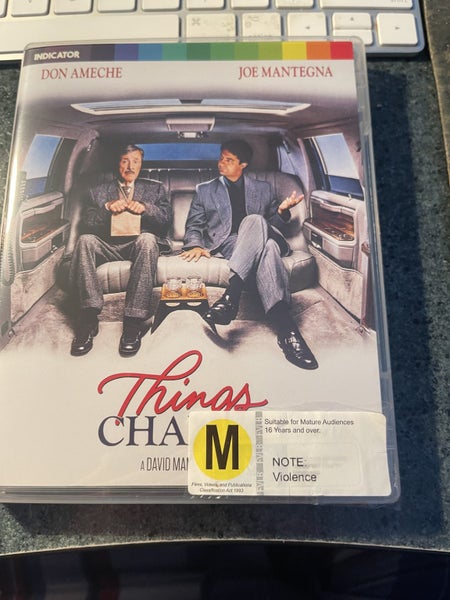 INDICATOR
DON AMECHE
JOE MANTEGNA
Things
CHA
A DAVID MAM
M
Suitable for Mature Audiences
16 Years and over.
NOTE:
Violence
Films, Videos, and Publications
Classification Act 1993